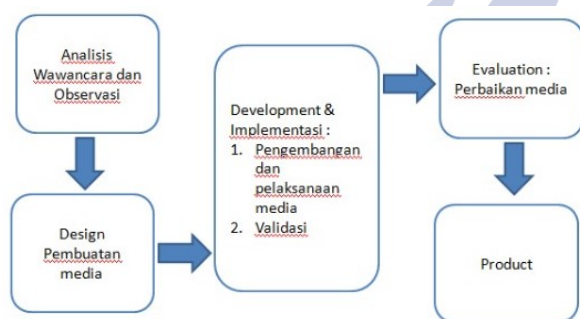 Analisis
Wawancara dan
Observasi
Design
Pembuatan
media
Development &
Implementasi :
1. Pengembangan
dan
pelaksanaan
media
2. Validasi
Evaluation :
Perbaikan media
Product